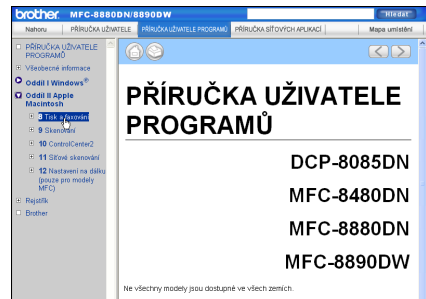 brother. MFC-8880DN/8890DW
Hledat
Nahoru PŘÍRUČKA UŽIVATELE PŘÍRUČKA UŽIVATELE PROGRAMŮ PŘÍRUČKA SÍŤOVÝCH APLIKACÍ Mapa umístění
PŘÍRUČKA UŽIVATELE PROGRAMŮ
Všeobecné informace
Oddíl I Windows®
Oddíl II Apple
Macintosh
8 Tisk a faxování
9 Skenování
10 ControlCenter2
11 Síťové skenování
12 Nastavení na dálku
(pouze pro modely
MFC)
Rejstřík
Brother
PŘÍRUČKA UŽIVATELE
PROGRAMŮ
DCP-8085DN
MFC-8480DN
MFC-8880DN
MFC-8890DW
Ne všechny modely jsou dostupné ve všech zemích.